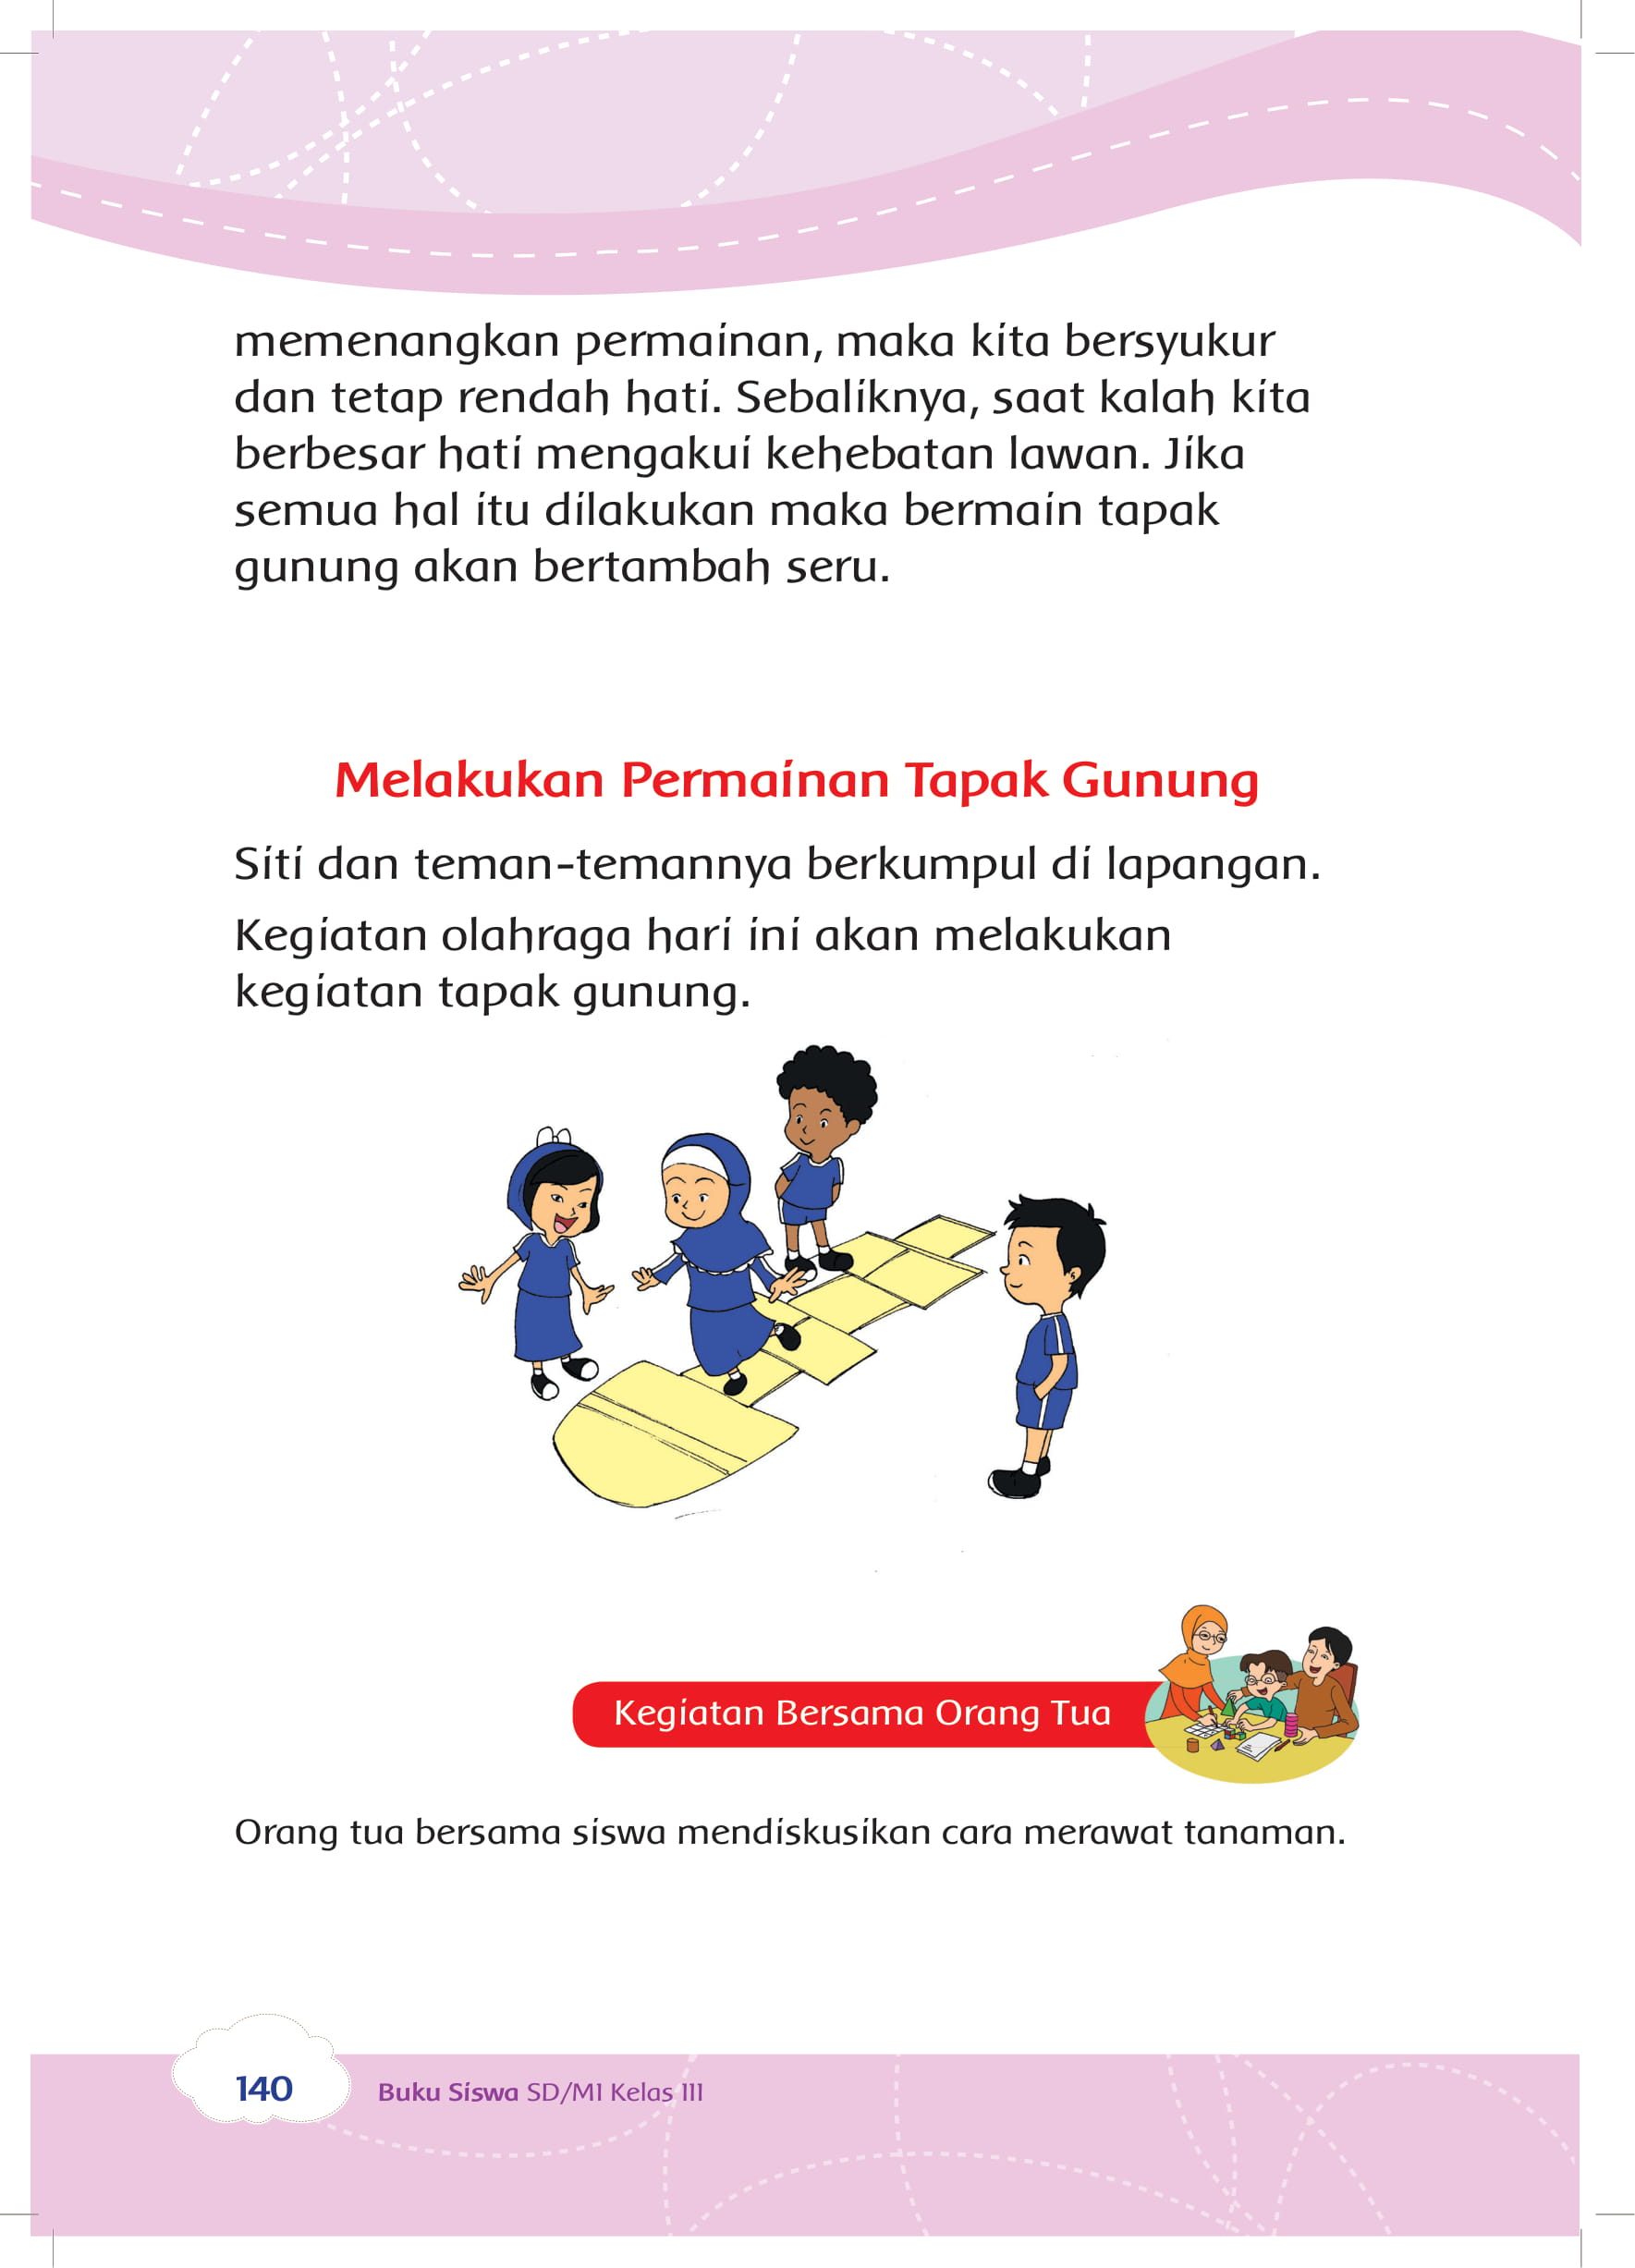 memenangkan permainan, maka kita bersyukur
dan tetap rendah hati. Sebaliknya, saat kalah kita
berbesar hati mengakui kehebatan lawan. Jika
semua hal itu dilakukan maka bermain tapak
gunung akan bertambah seru.
Melakukan Permainan Tapak Gunung
Siti dan teman-temannya berkumpul di lapangan.
Kegiatan olahraga hari ini akan melakukan
kegiatan tapak gunung.
Kegiatan Bersama Orang Tua
Orang tua bersama siswa mendiskusikan cara merawat tanaman.
140
Buku Siswa SD/MI Kelas III